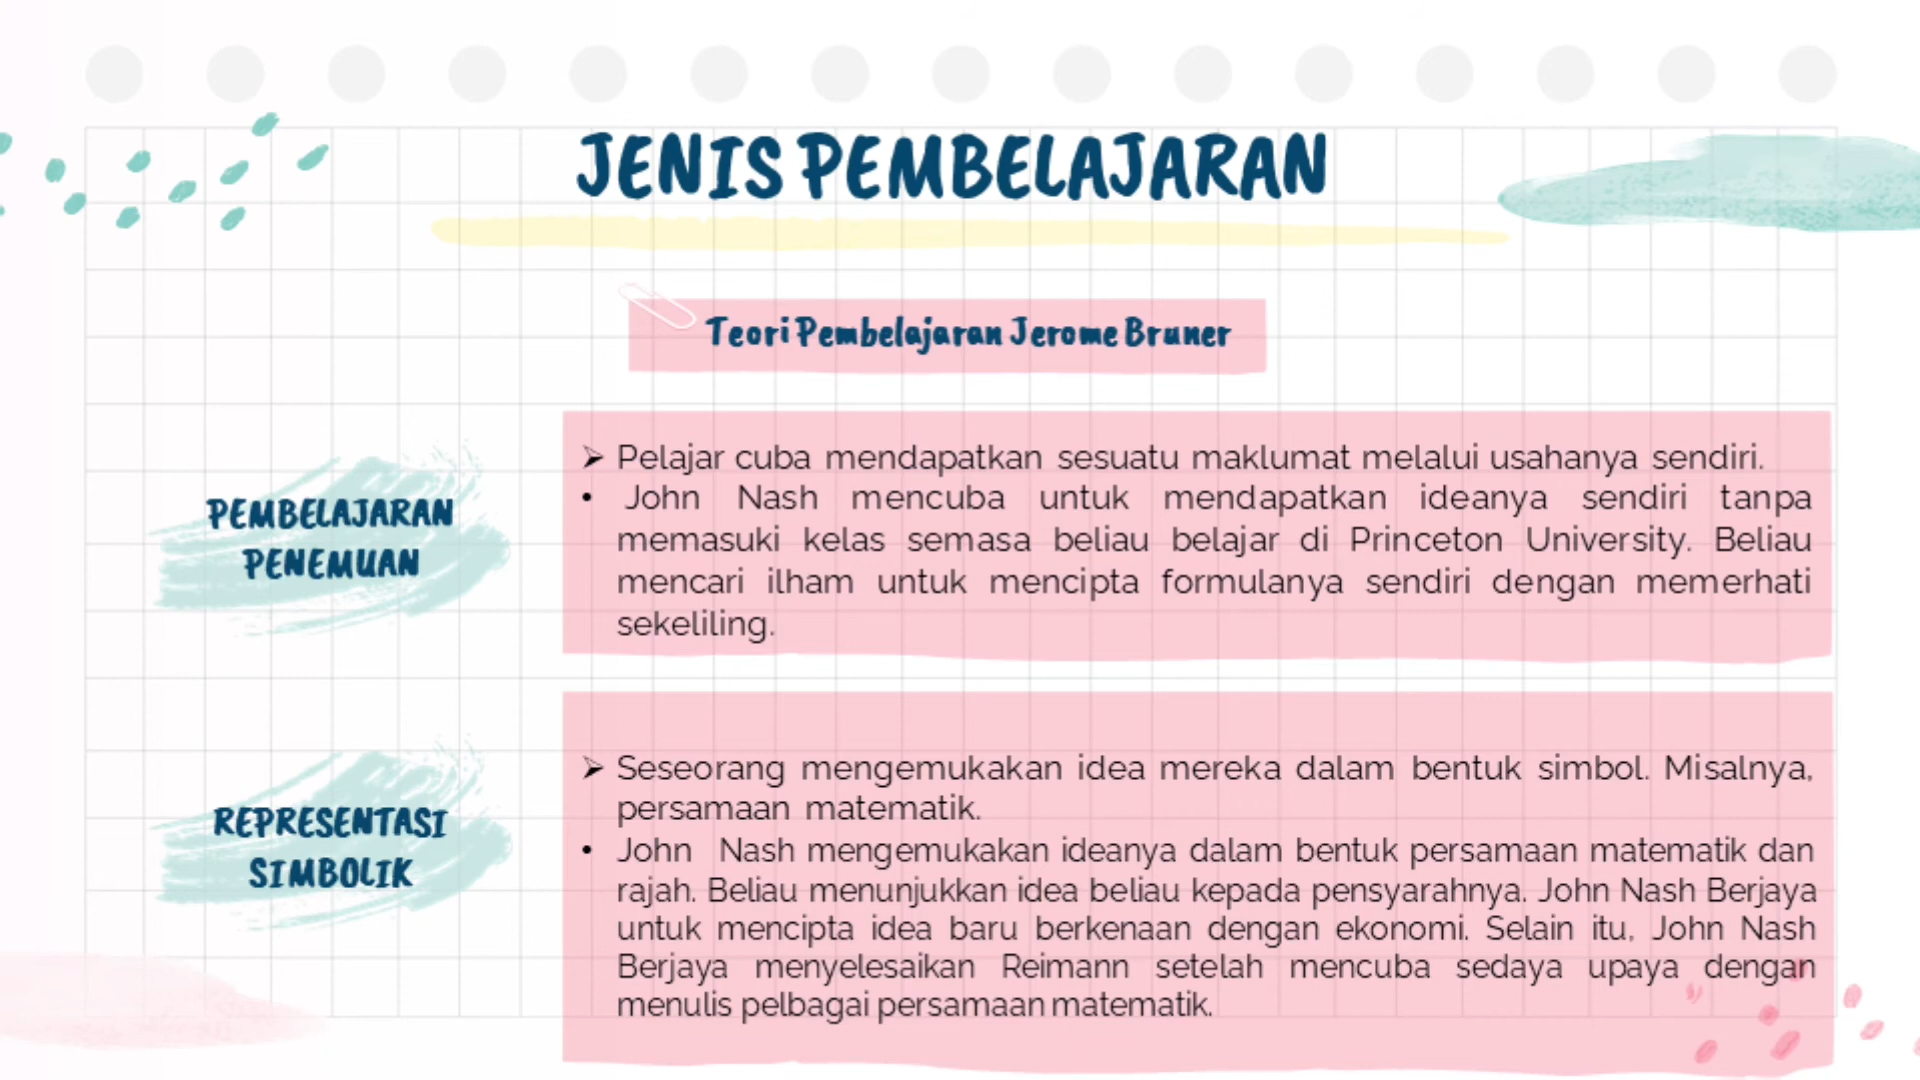 JENIS PEMBELAJARAN
Teori Pembelajaran Jerome Bruner
PEMBELAJARAN
PENEMUAN
➢ Pelajar cuba mendapatkan sesuatu maklumat melalui usahanya sendiri.
• John Nash mencuba untuk mendapatkan ideanya sendiri tanpa
memasuki kelas semasa beliau belajar di Princeton University. Beliau
mencari ilham untuk mencipta formulanya sendiri dengan memerhati
sekeliling.
REPRESENTASI
SIMBOLIK
➢ Seseorang mengemukakan idea mereka dalam bentuk simbol. Misalnya,
persamaan matematik.
• John Nash mengemukakan ideanya dalam bentuk persamaan matematik dan
rajah. Beliau menunjukkan idea beliau kepada pensyarahnya. John Nash Berjaya
untuk mencipta idea baru berkenaan dengan ekonomi. Selain itu, John Nash
Berjaya menyelesaikan Reimann setelah mencuba sedaya upaya dengan
menulis pelbagai persamaan matematik.